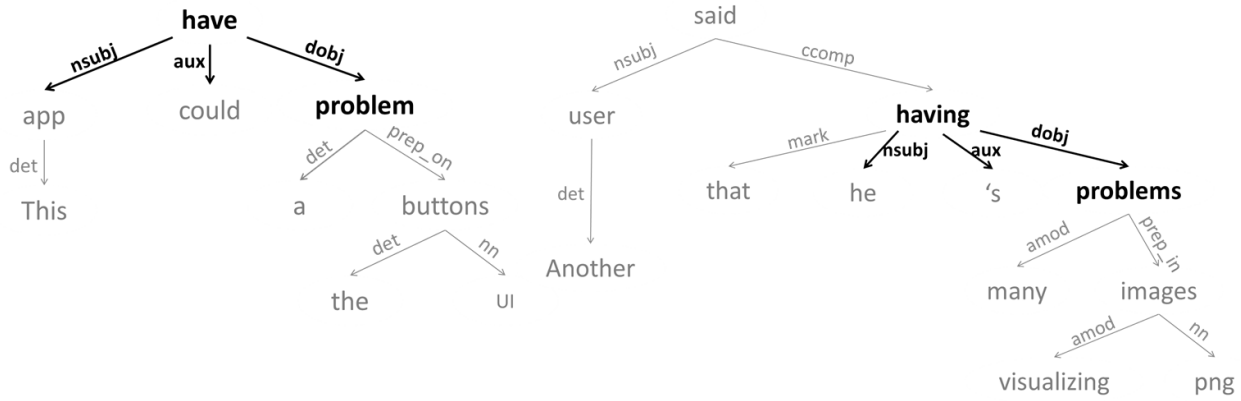 have
said
nsubj
aux
dobj
nsubj
ccomp
app
could
problem
user
having
det
det
prep_on
det
mark
nsubj
aux
dobj
This
a
buttons
that
he
‘s
problems
det
nn
Another
amod
prep_in
the
UI
many
images
amod
nn
visualizing
png